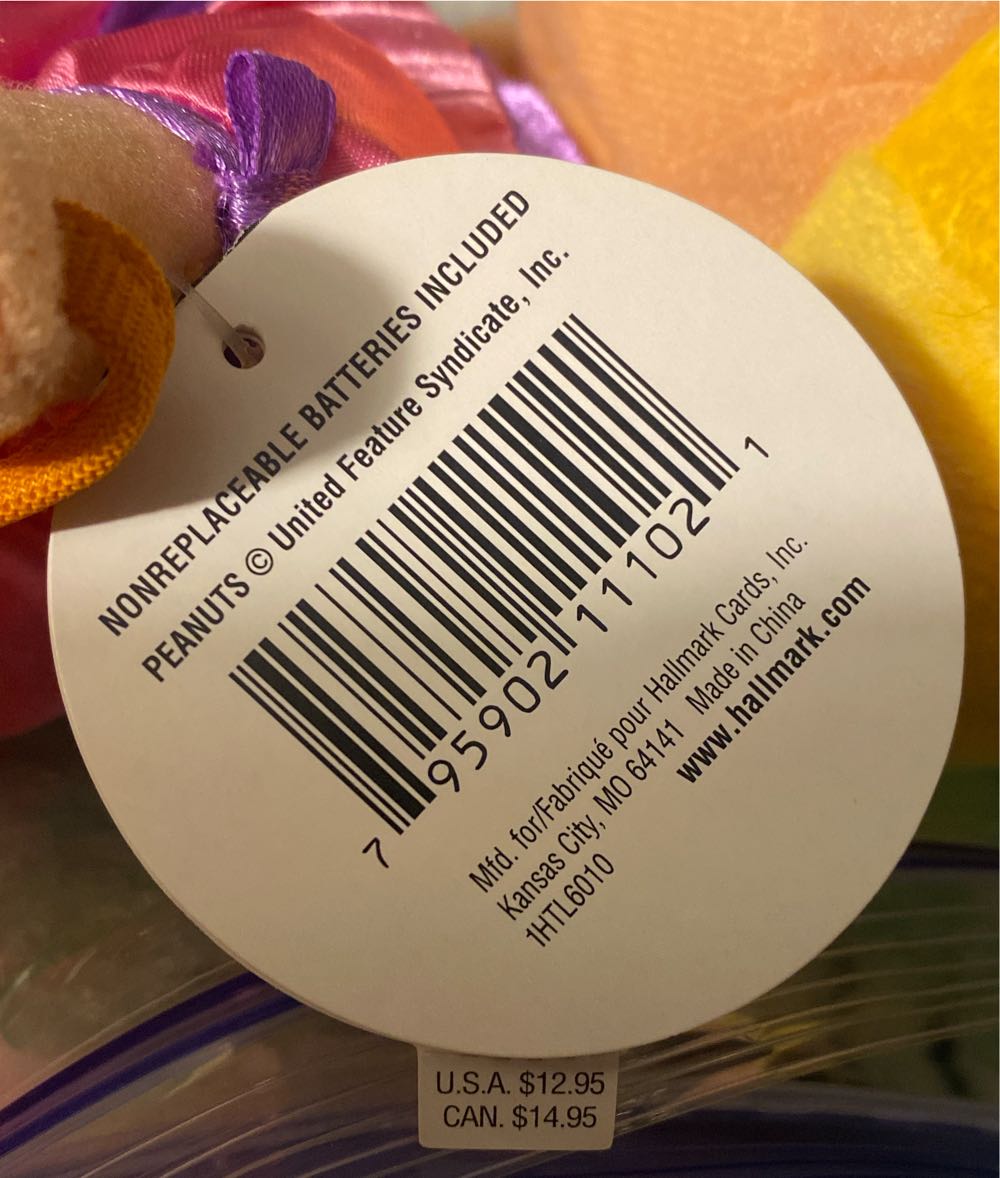 NONREPLACEABLE BATTERIES INCLUDED
PEANUTS © United Feature Syndicate, Inc.
7 95902 11102 1
Mfd. for/Fabriqué pour Hallmark Cards, Inc.
Kansas City, MO 64141 Made in China
1HTL6010 www.hallmark.com
U.S.A. $12.95
CAN. $14.95